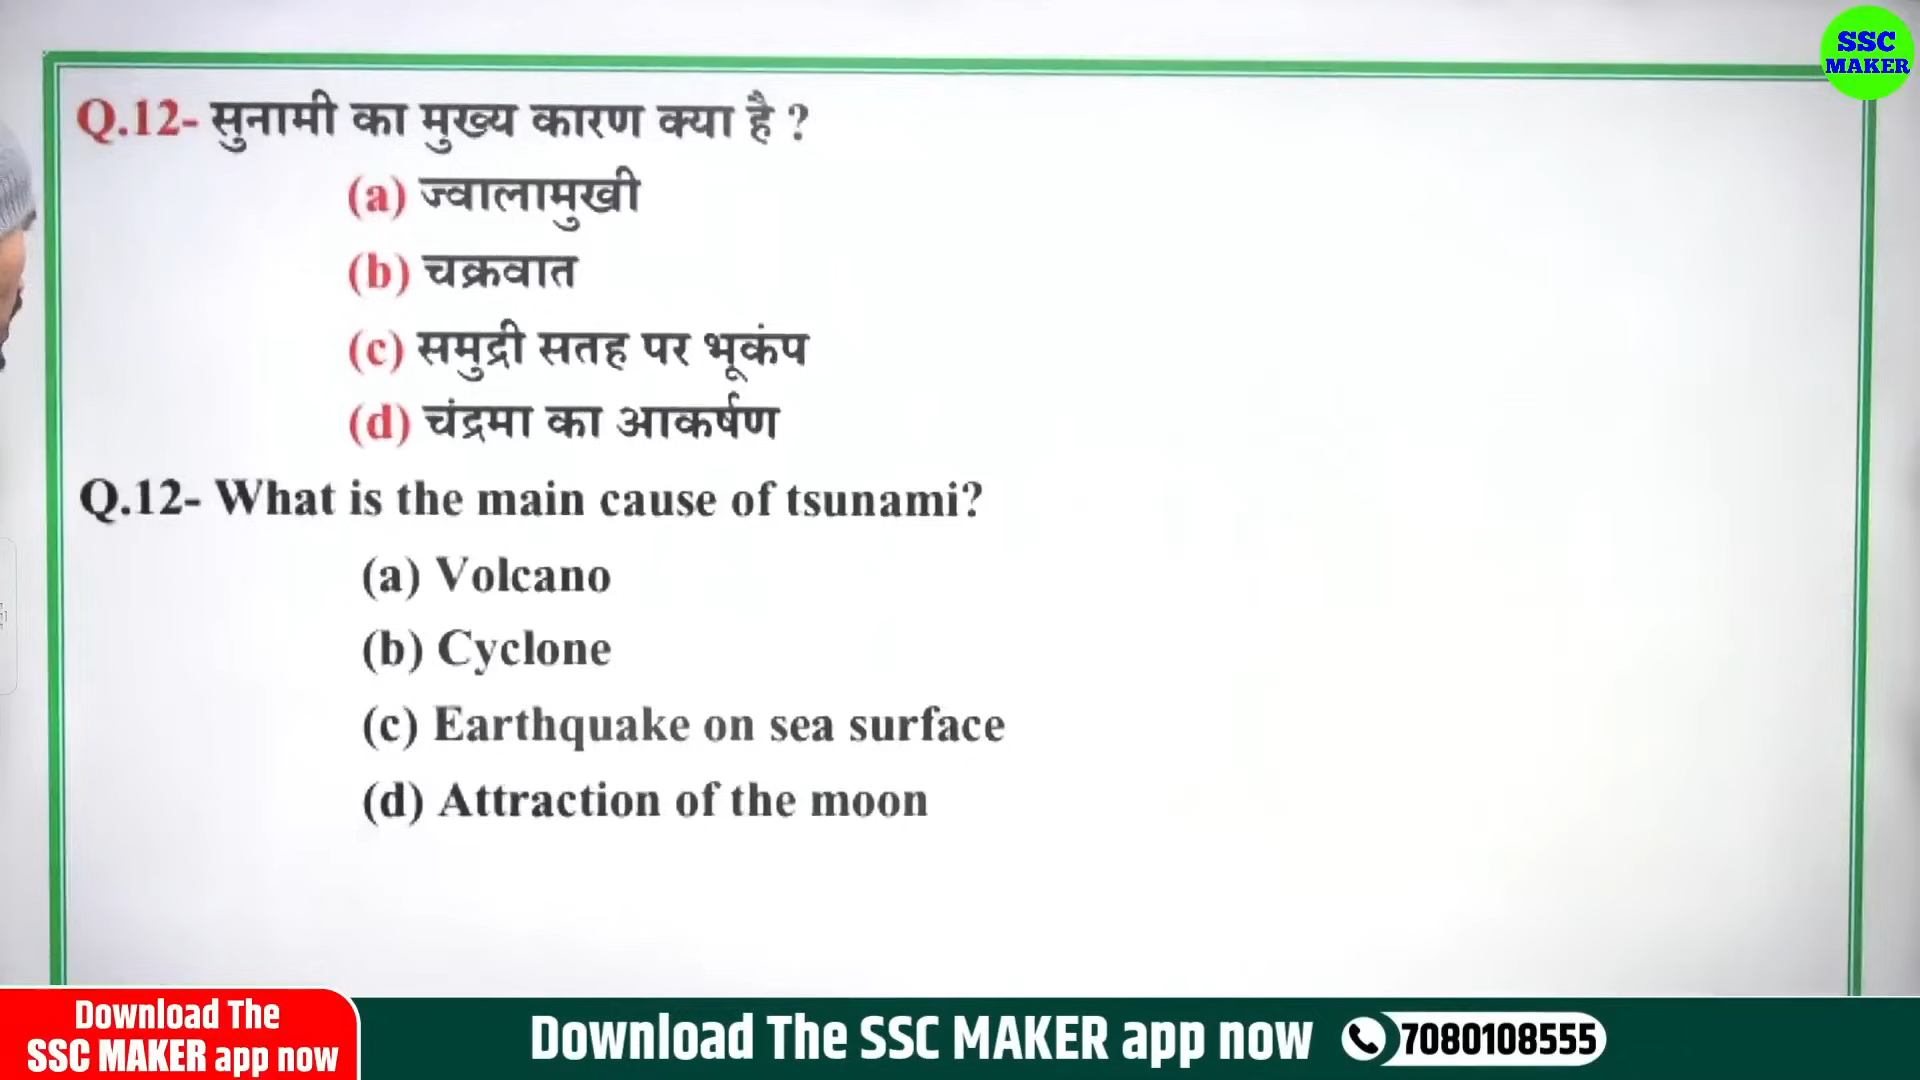 SSC
MAKER
Q.12- सुनामी का मुख्य कारण क्या है ?
(a) ज्वालामुखी
(b) चक्रवात
(c) समुद्री सतह पर भूकंप
(d) चंद्रमा का आकर्षण
Q.12- What is the main cause of tsunami?
(a) Volcano
(b) Cyclone
(c) Earthquake on sea surface
(d) Attraction of the moon
Download The
SSC MAKER app now
Download The SSC MAKER app now 7080108555